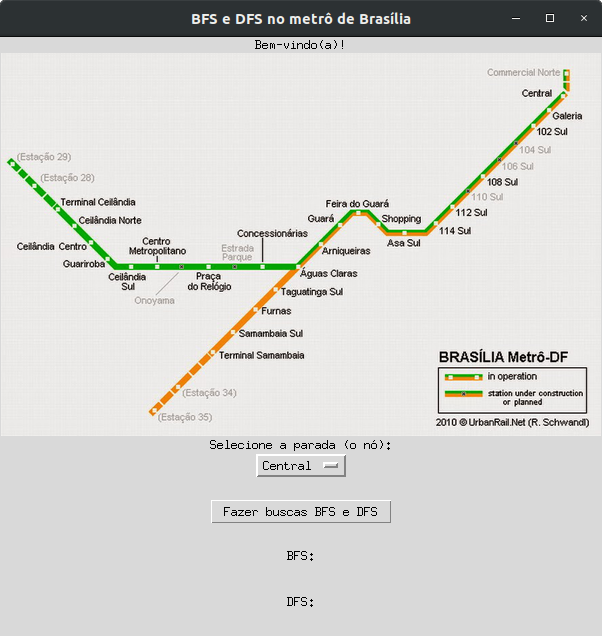 BFS e DFS no metrô de Brasília
Bem-vindo(a)!
Commercial Norte
Central
Galeria
102 Sul
104 Sul
106 Sul
108 Sul
110 Sul
112 Sul
114 Sul
Asa Sul
Shopping
Feira do Guará
Guará
Arniqueiras
Águas Claras
Concessionárias
Estrada
Parque
Praça
do Relógio
Onoyama
Centro
Metropolitano
Ceilândia
Sul
Guariroba
Ceilândia Centro
Ceilândia Norte
Terminal Ceilândia
(Estação 28)
(Estação 29)
Taguatinga Sul
Furnas
Samambaia Sul
Terminal Samambaia
(Estação 34)
(Estação 35)
BRASÍLIA Metrô-DF
in operation
station under construction
or planned
2010 © UrbanRail.Net (R. Schwandl)
Selecione a parada (o nó):
Central
Fazer buscas BFS e DFS
BFS:
DFS: